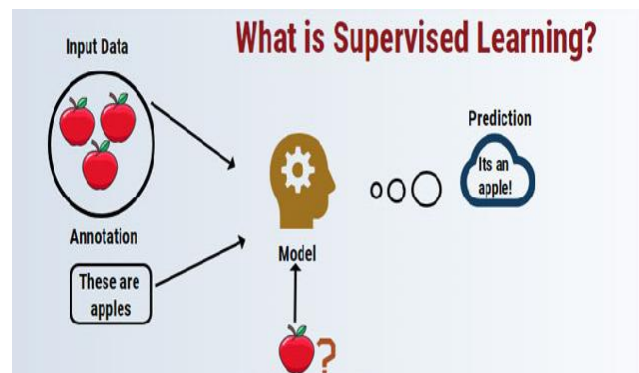 What is Supervised Learning?
Input Data
Annotation
These are
apples
Model
?
Prediction
Its an
apple!